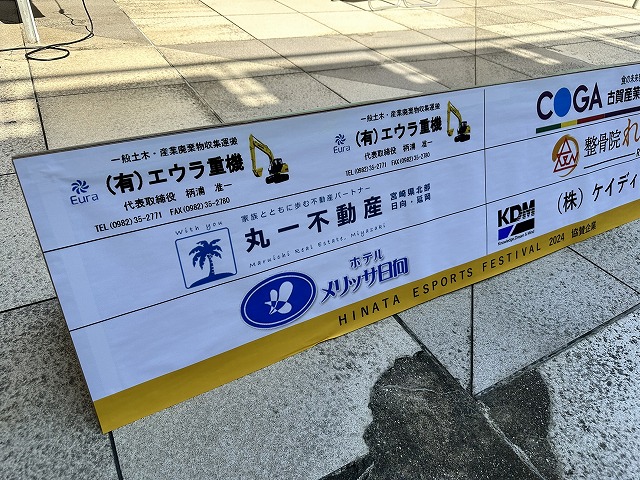 一般土木・産業廃棄物収集運搬
Eura
(有)エウラ重機
代表取締役 柄浦 准一
TEL(0982)35-2771 FAX(0982)35-2780
一般土木・産業廃棄物収集運搬
Eura
(有)エウラ重機
代表取締役 柄浦 准一
TEL(0982)35-2771 FAX(0982)35-2780
食の未来
COGA 古賀産業
With you
家族とともに歩む不動産パートナー
丸一不動産
宮崎県北部
日向・延岡
Maruichi Real Estate, Miyazaki
整骨院
KDM
(株)ケイディ
ホテル
メリッサ日向
HINATA ESPORTS FESTIVAL 2024 協賛企業